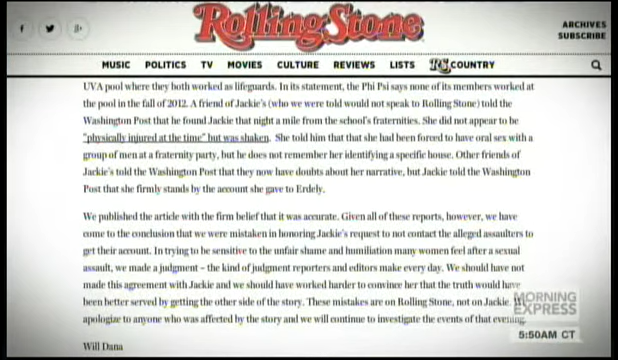 f
g+
RollingStone
ARCHIVES
SUBSCRIBE
MUSIC POLITICS TV MOVIES CULTURE REVIEWS LISTS RS COUNTRY
UVA pool where they both worked as lifeguards. In its statement, the Phi Psi says none of its members worked at
the pool in the fall of 2012. A friend of Jackie's (who we were told would not speak to Rolling Stone) told the
Washington Post that he found Jackie that night a mile from the school's fraternities. She did not appear to be
"physically injured at the time" but was shaken. She told him that that she had been forced to have oral sex with a
group of men at a fraternity party, but he does not remember her identifying a specific house. Other friends of
Jackie's told the Washington Post that they now have doubts about her narrative, but Jackie told the Washington
Post that she firmly stands by the account she gave to Erdely.
We published the article with the firm belief that it was accurate. Given all of these reports, however, we have
come to the conclusion that we were mistaken in honoring Jackie's request to not contact the alleged assaulters to
get their account. In trying to be sensitive to the unfair shame and humiliation many women feel after a sexual
assault, we made a judgment – the kind of judgment reporters and editors make every day. We should have not
made this agreement with Jackie and we should have worked harder to convince her that the truth would have
been better served by getting the other side of the story. These mistakes are on Rolling Stone, not on Jackie. We
apologize to anyone who was affected by the story and we will continue to investigate the events of that evening.
Will Dana
MORNING
EXPRESS
5:50AM CT